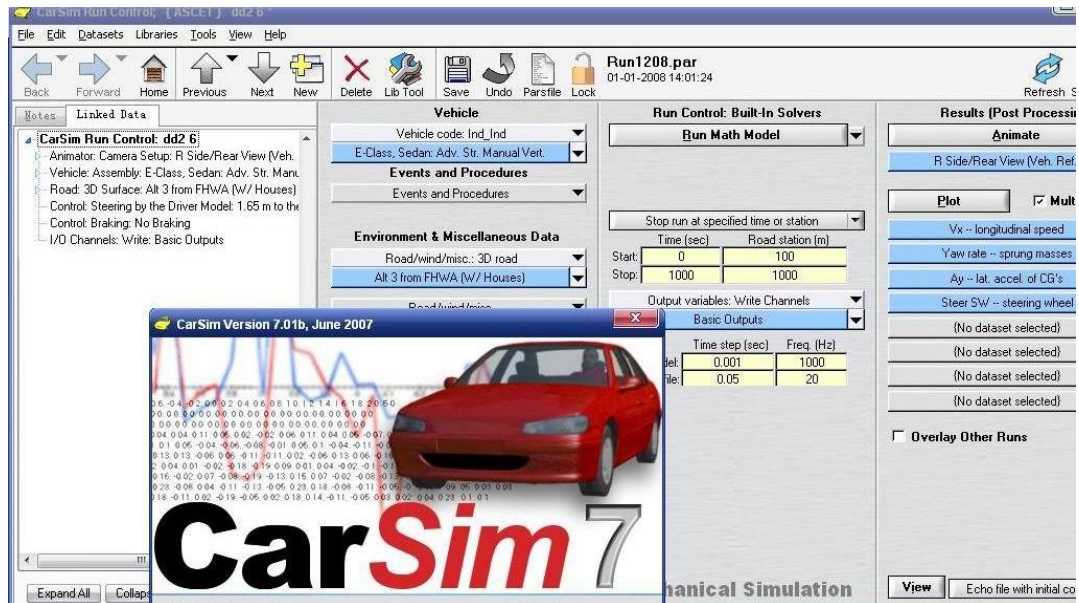 CarSim Run Control; { ASCET } dd2 6 *
File Edit Datasets Libraries Tools View Help
Back Forward Home Previous Next New Delete Lib Tool Save Undo Parsfile Lock
Run1208.par
01-01-2008 14:01:24
Refresh
Notes Linked Data
CarSim Run Control: dd2 6
Animator: Camera Setup: R Side/Rear View (Veh.
Vehicle: Assembly: E-Class, Sedan: Adv. Str. Manu
Road: 3D Surface: Alt 3 from FHWA (W/ Houses)
Control: Steering by the Driver Model: 1.65 m to the
Control: Braking: No Braking
I/O Channels: Write: Basic Outputs
Expand All Collaps
Vehicle
Vehicle code: Ind_Ind
E-Class, Sedan: Adv. Str. Manual Vert.
Events and Procedures
Events and Procedures
Environment & Miscellaneous Data
Road/wind/misc.: 3D road
Alt 3 from FHWA (W/ Houses)
Road/wind/misc
Run Control: Built-In Solvers
Run Math Model
Stop run at specified time or station
Time (sec) Road station (m)
Start: 0 100
Stop: 1000 1000
Output variables: Write Channels
Basic Outputs
Time step (sec) Freq. (Hz)
del: 0.001 1000
file: 0.05 20
Results (Post Processin
Animate
R Side/Rear View (Veh. Ref.
Plot Mult
Vx -- longitudinal speed
Yaw rate -- sprung masses
Ay -- lat. accel. of CG's
Steer SW -- steering wheel
{No dataset selected}
{No dataset selected}
{No dataset selected}
{No dataset selected}
Overlay Other Runs
View Echo file with initial co
CarSim Version 7.01b, June 2007
CarSim 7
hanical Simulation